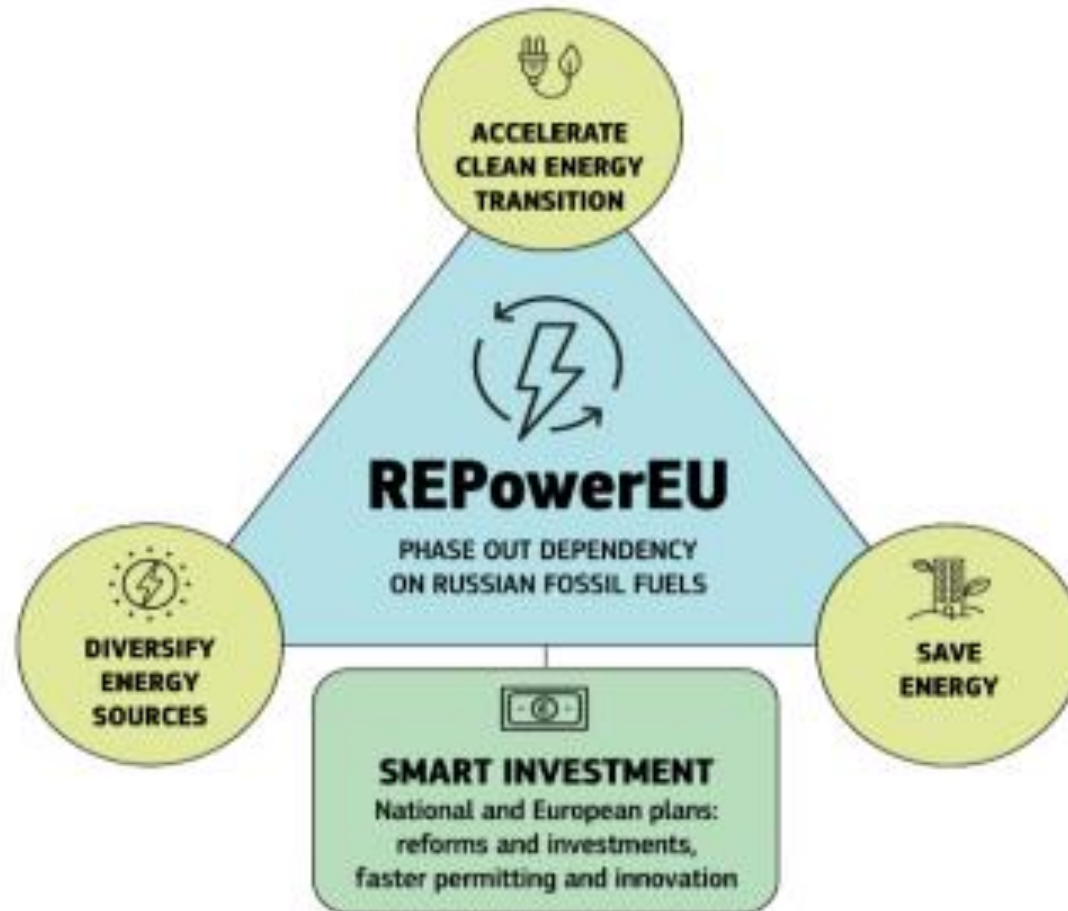 ACCELERATE
CLEAN ENERGY
TRANSITION
REPowerEU
PHASE OUT DEPENDENCY
ON RUSSIAN FOSSIL FUELS
DIVERSIFY
ENERGY
SOURCES
SAVE
ENERGY
SMART INVESTMENT
National and European plans:
reforms and investments,
faster permitting and innovation